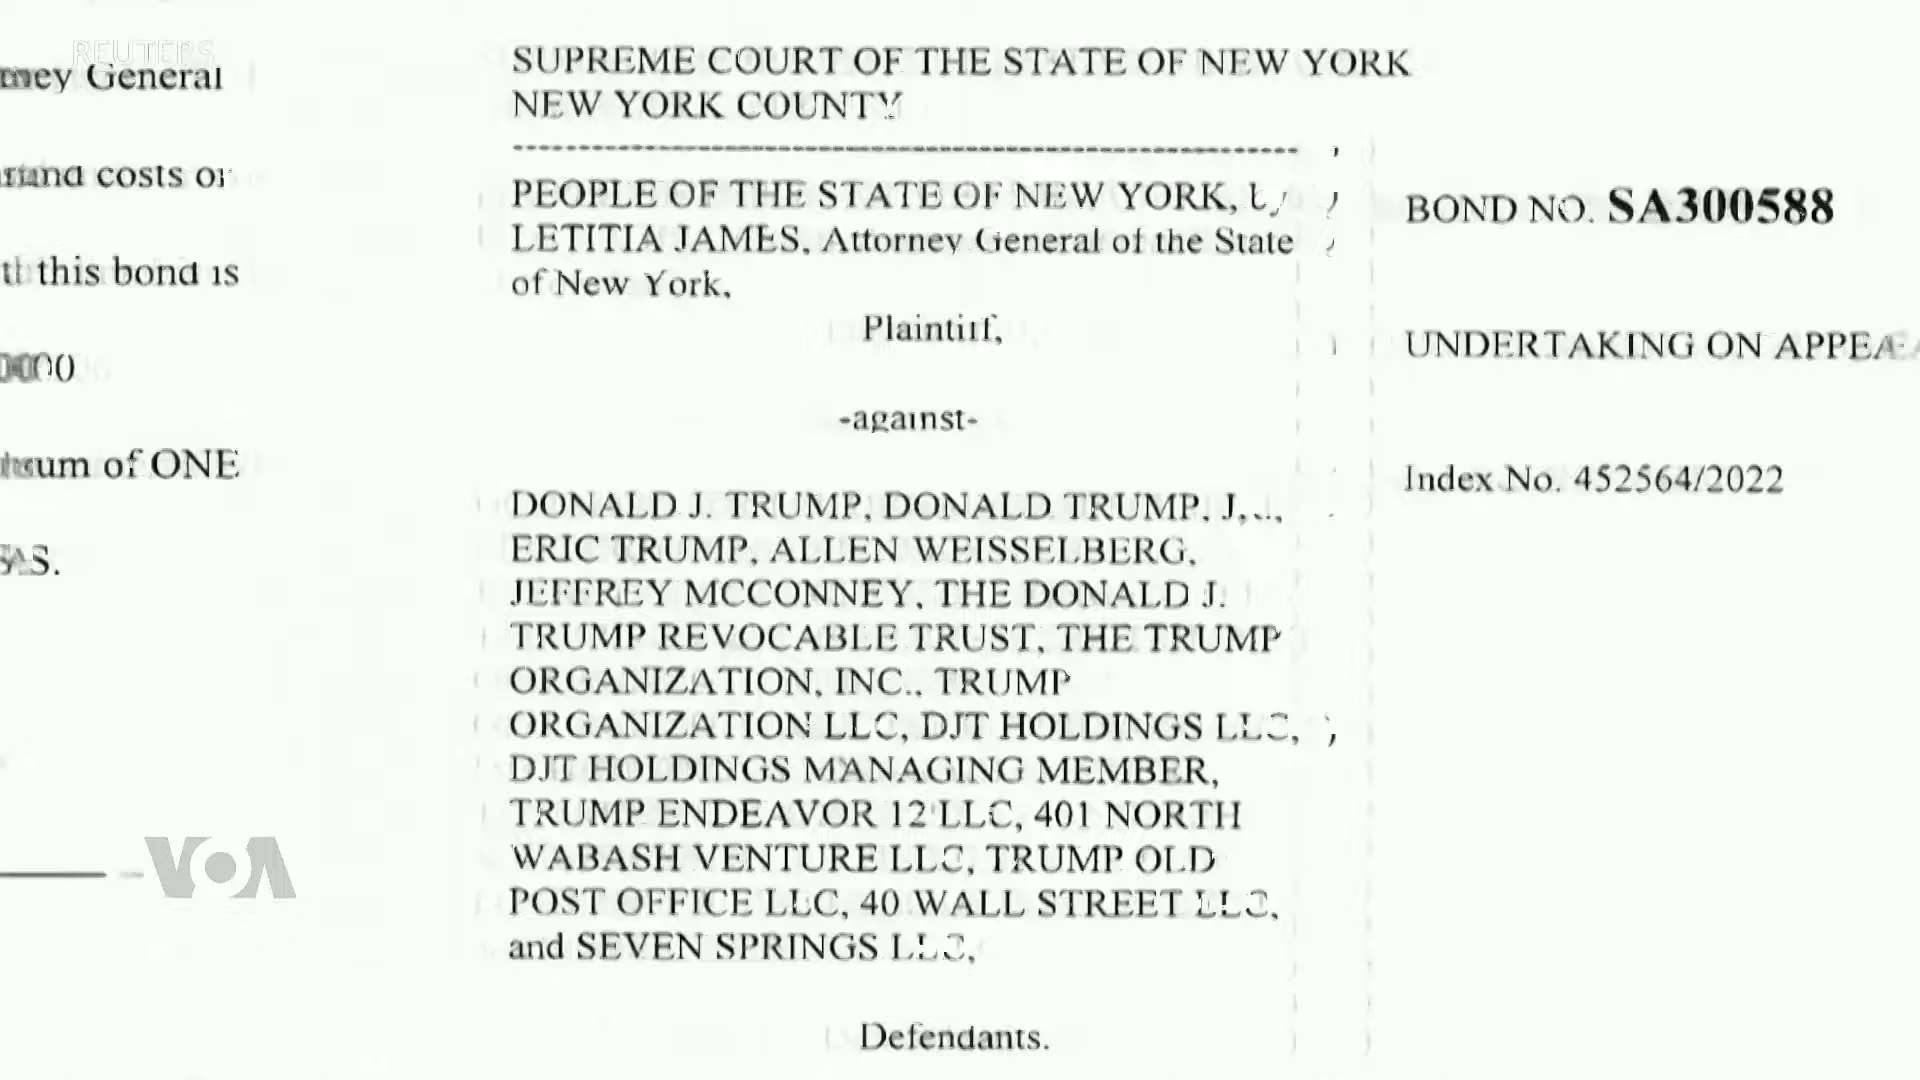 REUTERS
General
costs
this bond is
sum of ONE
SUPREME COURT OF THE STATE OF NEW YORK
NEW YORK COUNTY
PEOPLE OF THE STATE OF NEW YORK,
LETITIA JAMES, Attorney General of the State
of New York,
Plaintiff,
-against-
DONALD J. TRUMP, DONALD TRUMP,
ERIC TRUMP, ALLEN WEISSELBERG,
JEFFREY MCCONNEY, THE DONALD J.
TRUMP REVOCABLE TRUST, THE TRUMP
ORGANIZATION, INC., TRUMP
ORGANIZATION LLC, DJT HOLDINGS LLC,
DJT HOLDINGS MANAGING MEMBER,
TRUMP ENDEAVOR 12 LLC, 401 NORTH
WABASH VENTURE LLC, TRUMP OLD
POST OFFICE LLC, 40 WALL STREET LLC,
and SEVEN SPRINGS LLC,
Defendants.
BOND NO. SA300588
UNDERTAKING ON
Index No. 452564/2022
VOA